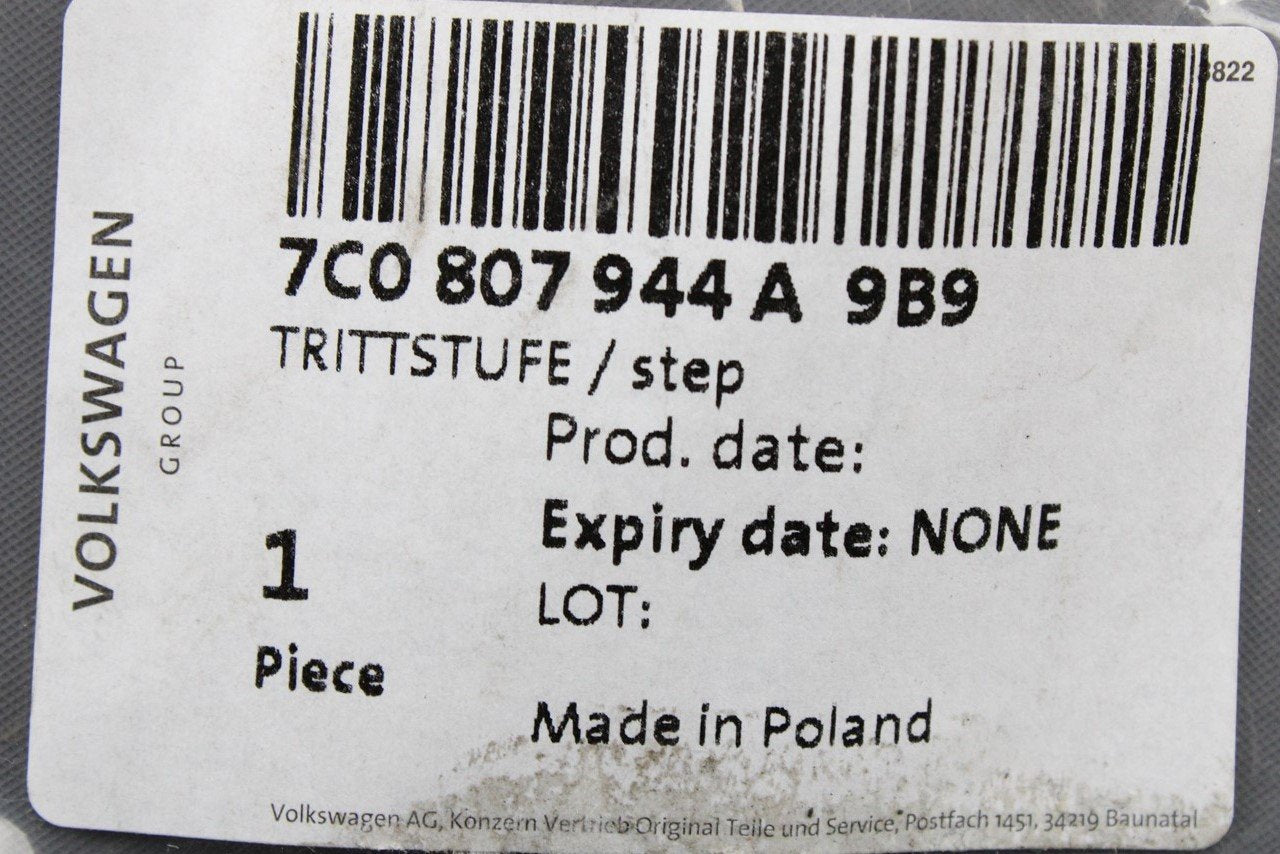 3822
7C0 807 944 A 9B9
TRITTSTUFE / step
Prod. date:
Expiry date: NONE
LOT:
1
Piece
Made in Poland
VOLKSWAGEN
GROUP
Volkswagen AG, Konzern Vertrieb Original Teile und Service, Postfach 1451, 34219 Baunatal